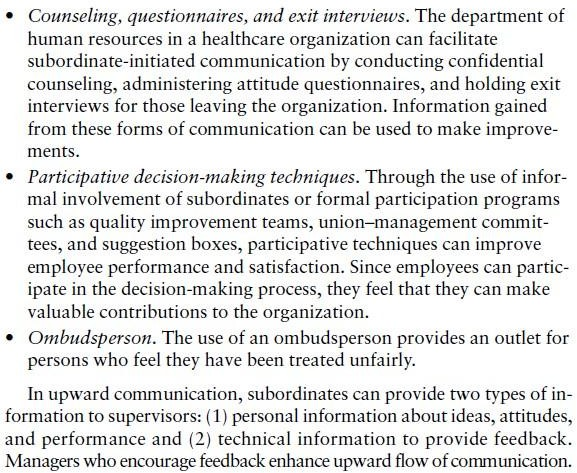 • Counseling, questionnaires, and exit interviews. The department of
human resources in a healthcare organization can facilitate
subordinate-initiated communication by conducting confidential
counseling, administering attitude questionnaires, and holding exit
interviews for those leaving the organization. Information gained
from these forms of communication can be used to make improve-
ments.
• Participative decision-making techniques. Through the use of infor-
mal involvement of subordinates or formal participation programs
such as quality improvement teams, union–management commit-
tees, and suggestion boxes, participative techniques can improve
employee performance and satisfaction. Since employees can partic-
ipate in the decision-making process, they feel that they can make
valuable contributions to the organization.
• Ombudsperson. The use of an ombudsperson provides an outlet for
persons who feel they have been treated unfairly.
In upward communication, subordinates can provide two types of in-
formation to supervisors: (1) personal information about ideas, attitudes,
and performance and (2) technical information to provide feedback.
Managers who encourage feedback enhance upward flow of communication.